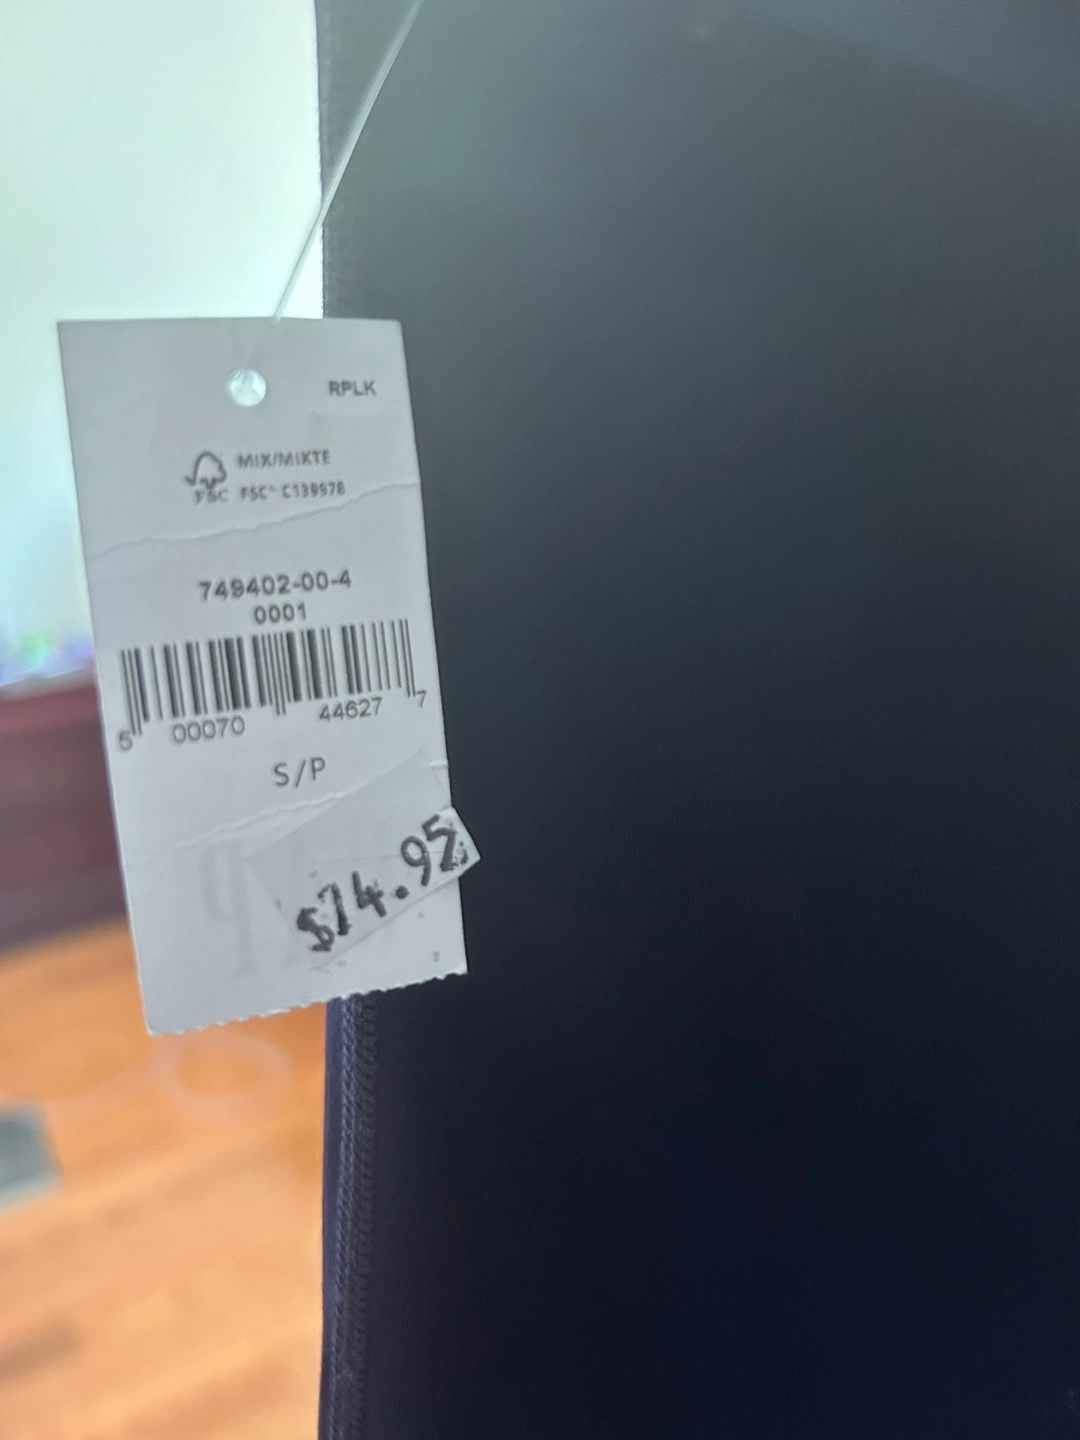 RPLK
MIX/MIXTE
FSC FSC® C139978
749402-00-4
0001
5 00070 44627 7
S/P
$14.95